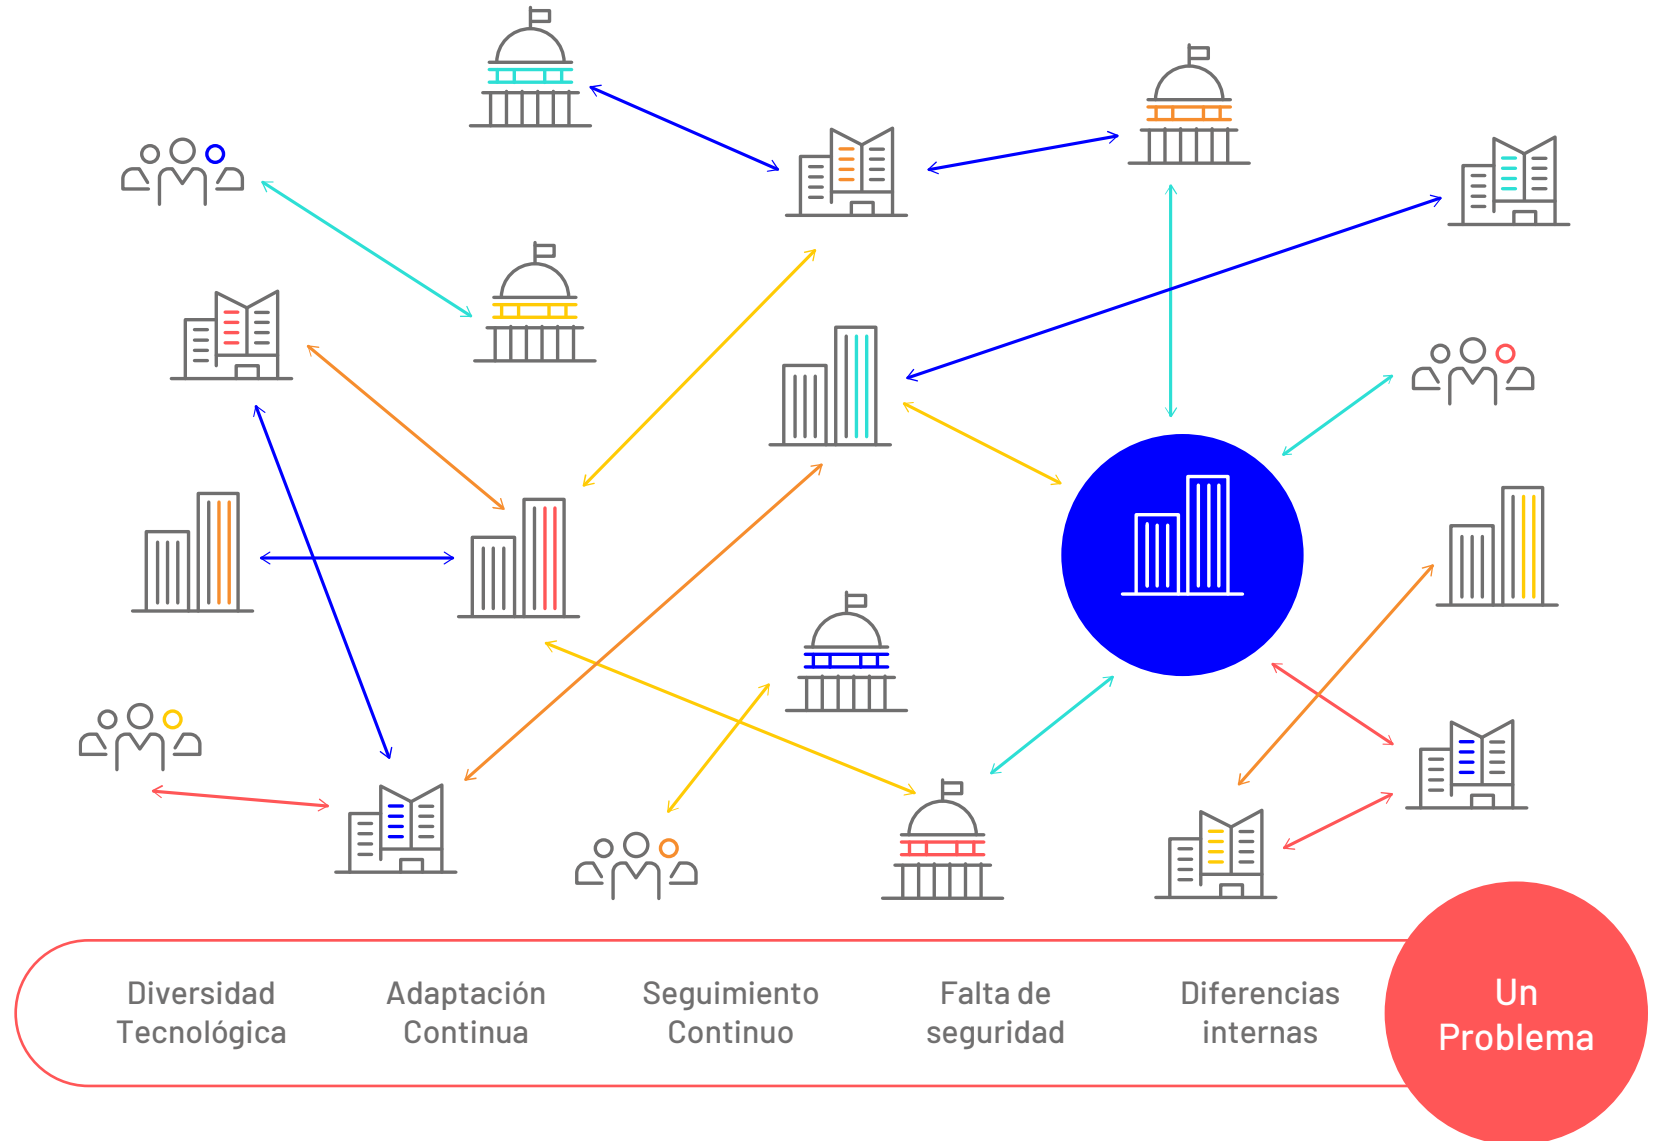 Diversidad
Tecnológica
Adaptación
Continua
Seguimiento
Continuo
Falta de
seguridad
Diferencias
internas
Un
Problema